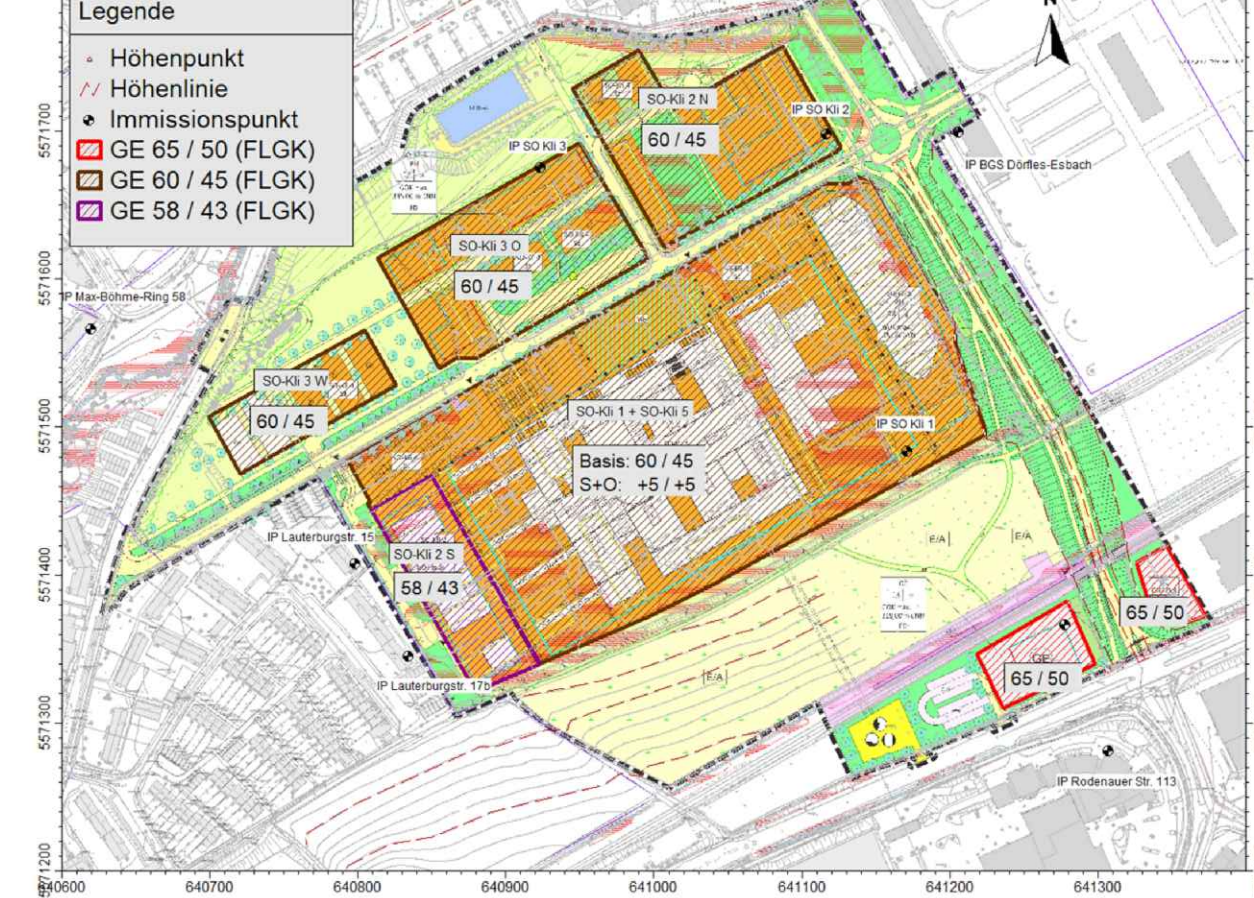 Legende
Höhenpunkt
Höhenlinie
Immissionspunkt
GE 65 / 50 (FLGK)
GE 60 / 45 (FLGK)
GE 58 / 43 (FLGK)
N
SO-Kli 2 N
60 / 45
IP SO Kli 2
IP SO Kli 3
IP BGS Dörfles-Esbach
SO-Kli 3 O
60 / 45
IP Max-Böhme-Ring 58
SO-Kli 3 W
60 / 45
SO-Kli 1 + SO-Kli 5
IP SO Kli 1
Basis: 60 / 45
S+O: +5 / +5
IP Lauterburgstr. 15
SO-Kli 2 S
58 / 43
E/A
E/A
65 / 50
GE
65 / 50
E/A
IP Lauterburgstr. 17b
IP Rodenauer Str. 113
5571700
5571600
5571500
5571400
5571300
5571200
640600
640700
640800
640900
641000
641100
641200
641300